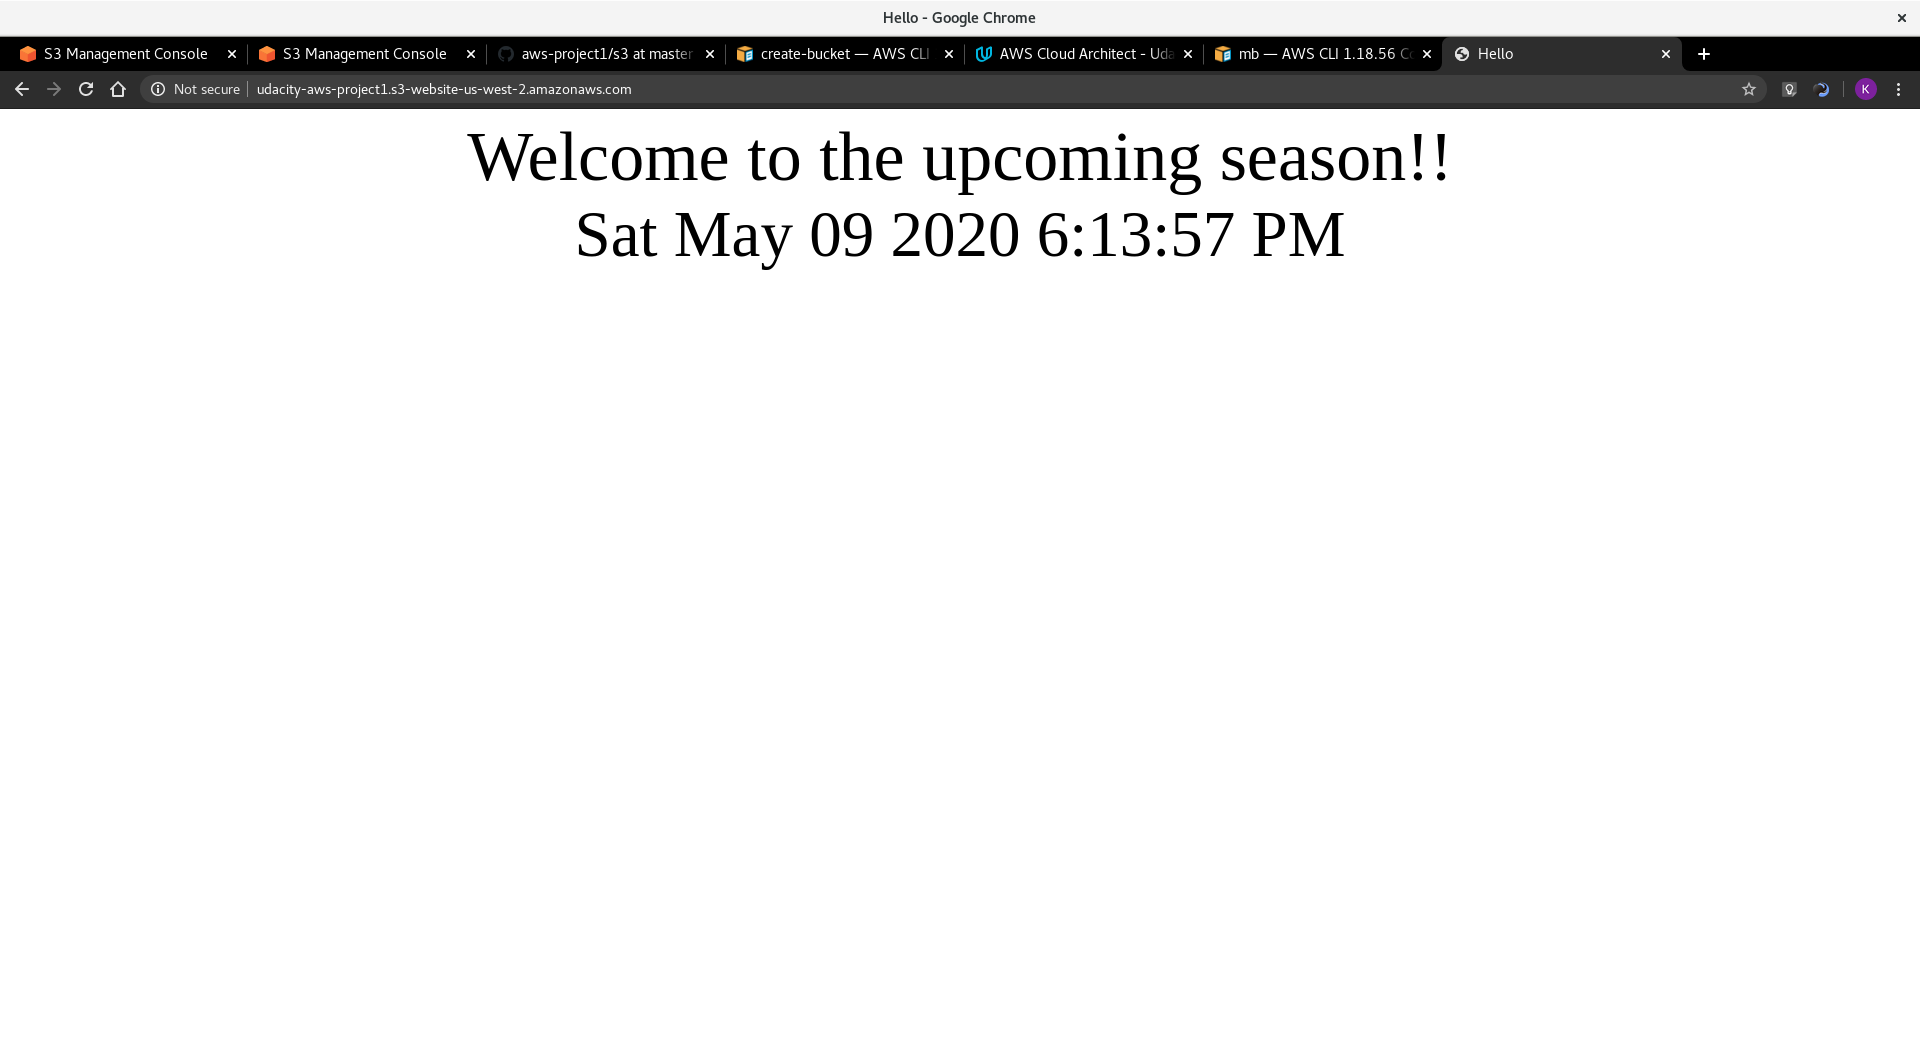 Hello - Google Chrome
S3 Management Console
S3 Management Console
aws-project1/s3 at master
create-bucket — AWS CLI
AWS Cloud Architect - Uda
mb — AWS CLI 1.18.56 Co
Hello
Not secure udacity-aws-project1.s3-website-us-west-2.amazonaws.com
K
Welcome to the upcoming season!!
Sat May 09 2020 6:13:57 PM